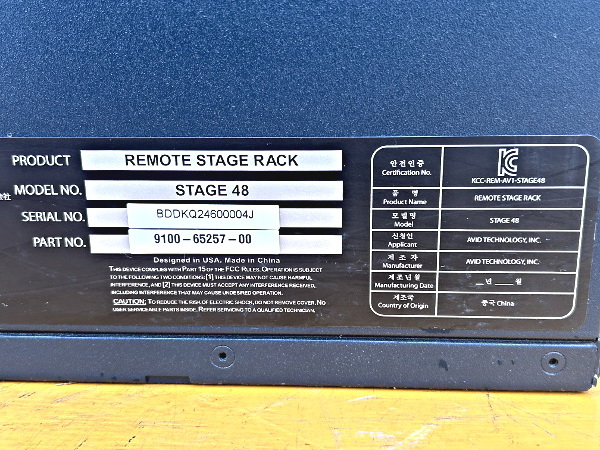 PRODUCT REMOTE STAGE RACK
MODEL NO. STAGE 48
会社
SERIAL NO. BDDKQ24600004J
PART NO. 9100-65257-00
Designed in USA. Made in China
THIS DEVICE COMPLIES WITH PART 15 OF THE FCC RULES. OPERATION IS SUBJECT
TO THE FOLLOWING TWO CONDITIONS: [1] THIS DEVICE MAY NOT CAUSE HARMFUL
INTERFERENCE, AND [2] THIS DEVICE MUST ACCEPT ANY INTERFERENCE RECEIVED,
INCLUDING INTERFERENCE THAT MAY CAUSE UNDESIRED OPERATION.
CAUTION: TO REDUCE THE RISK OF ELECTRIC SHOCK, DO NOT REMOVE COVER. NO
USER SERVICEABLE PARTS INSIDE. REFER SERVICING TO A QUALIFIED TECHNICIAN.
안전인증
Certification No.
KCC-REM-AV1-STAGE48
품 명
Product Name
REMOTE STAGE RACK
모델명
Model
STAGE 48
신청인
Applicant
AVID TECHNOLOGY, INC.
제 조 자
Manufacturer
AVID TECHNOLOGY, INC.
제조년월
Manufacturing Date
__년 __월
제조국
Country of Origin
중국 China